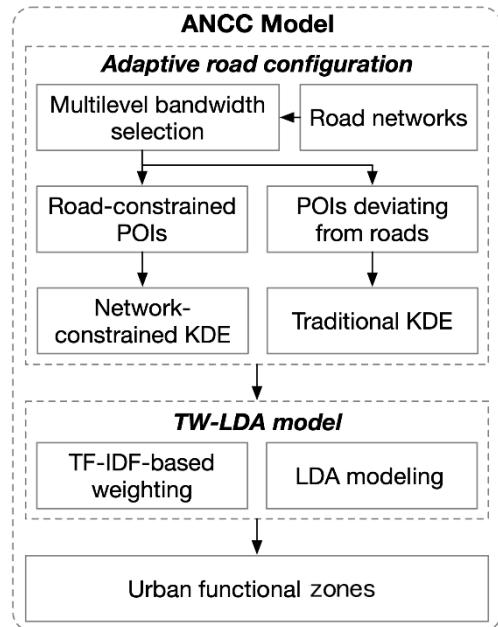 ANCC Model
Adaptive road configuration
Multilevel bandwidth
selection
Road networks
Road-constrained
POIs
POIs deviating
from roads
Network-
constrained KDE
Traditional KDE
TW-LDA model
TF-IDF-based
weighting
LDA modeling
Urban functional zones